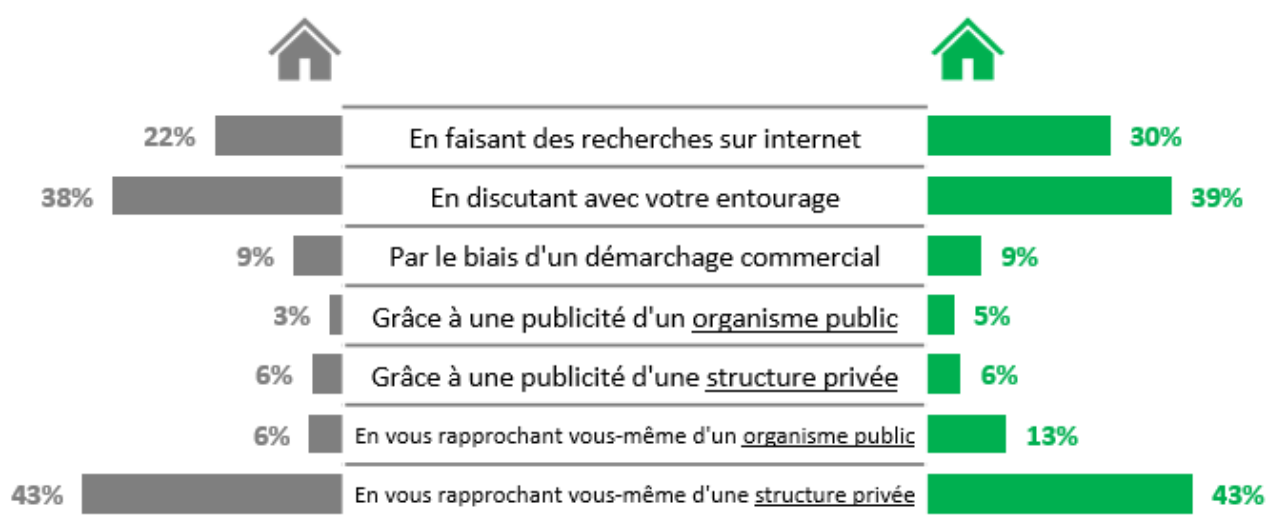 22% En faisant des recherches sur internet 30%
38% En discutant avec votre entourage 39%
9% Par le biais d'un démarchage commercial 9%
3% Grâce à une publicité d'un organisme public 5%
6% Grâce à une publicité d'une structure privée 6%
6% En vous rapprochant vous-même d'un organisme public 13%
43% En vous rapprochant vous-même d'une structure privée 43%